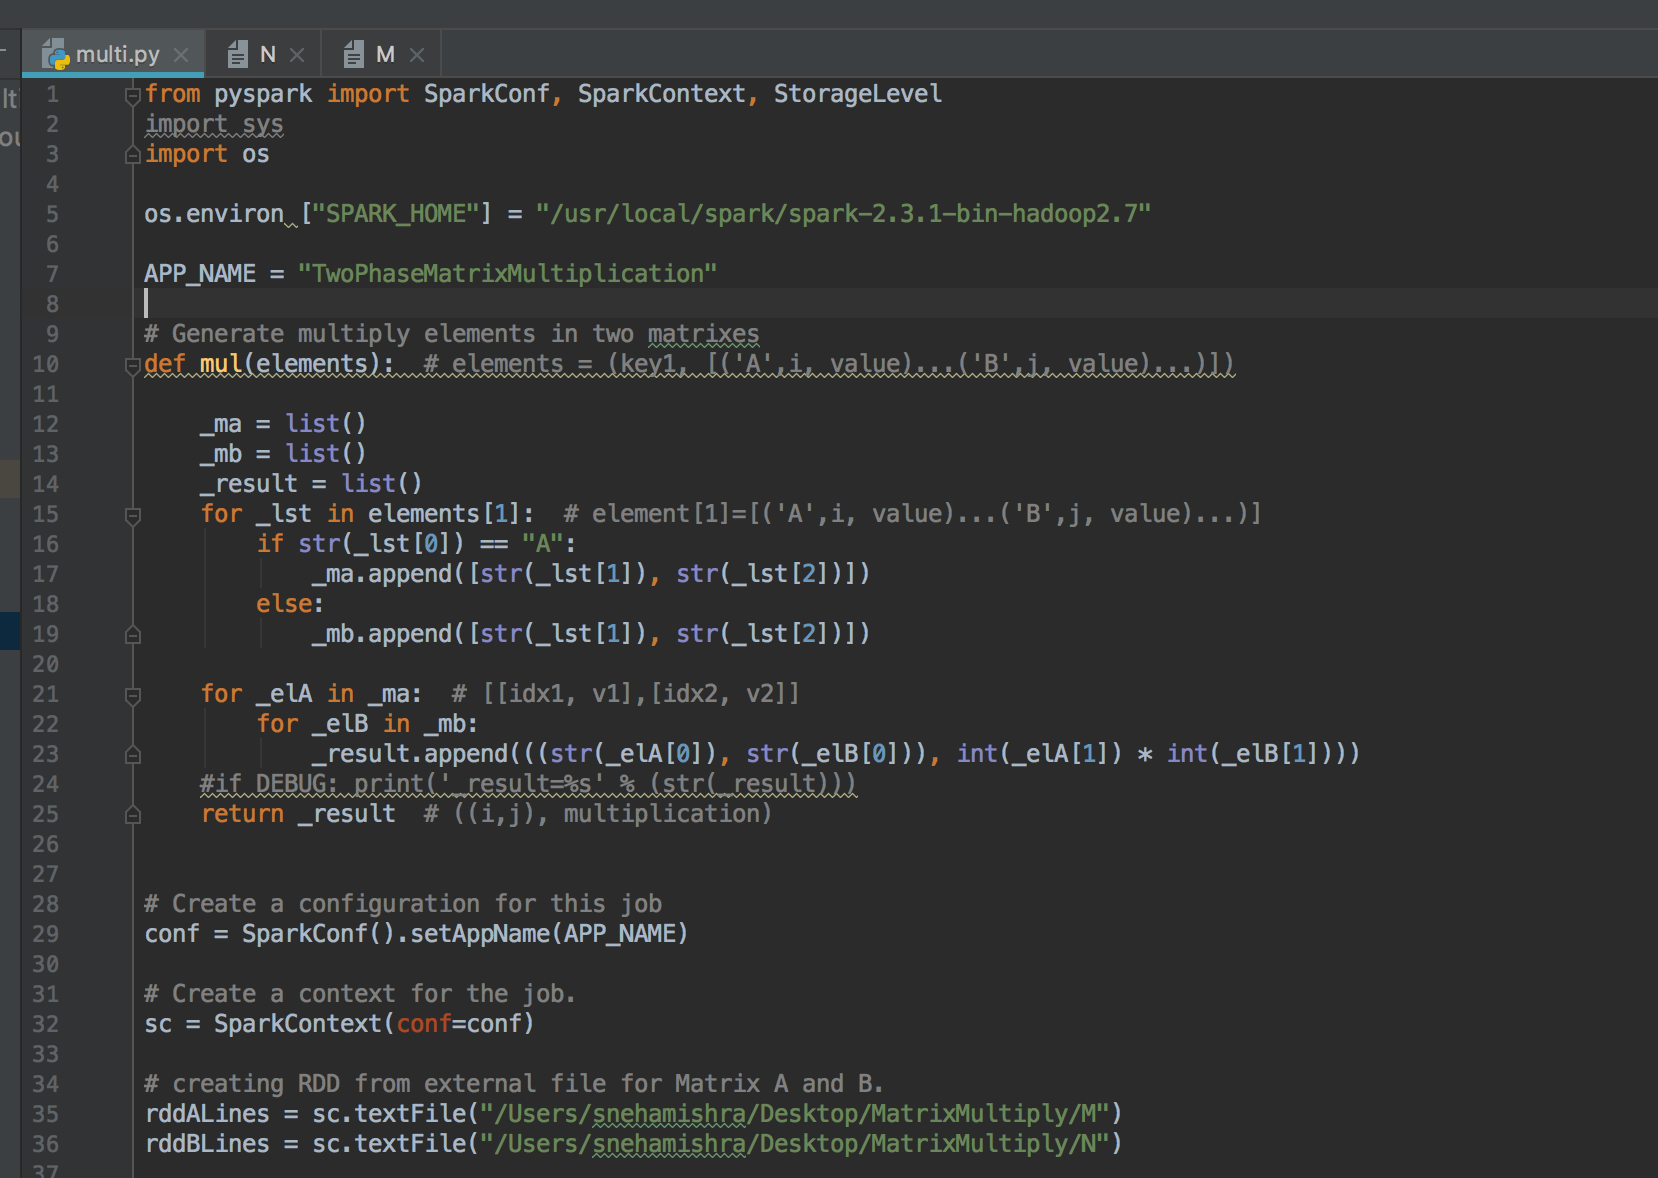 multi.py N M
lt
1 from pyspark import SparkConf, SparkContext, StorageLevel
2 import sys
3 import os
4
5 os.environ ["SPARK_HOME"] = "/usr/local/spark/spark-2.3.1-bin-hadoop2.7"
6
7 APP_NAME = "TwoPhaseMatrixMultiplication"
8
9 # Generate multiply elements in two matrixes
10 def mul(elements):  # elements = (key1, [('A',i, value)...('B',j, value)...)])
11
12     _ma = list()
13     _mb = list()
14     _result = list()
15     for _lst in elements[1]:  # element[1]=[('A',i, value)...('B',j, value)...)]
16         if str(_lst[0]) == "A":
17             _ma.append([str(_lst[1]), str(_lst[2])])
18         else:
19             _mb.append([str(_lst[1]), str(_lst[2])])
20
21     for _elA in _ma:  # [[idx1, v1],[idx2, v2]]
22         for _elB in _mb:
23             _result.append(((str(_elA[0]), str(_elB[0])), int(_elA[1]) * int(_elB[1])))
24     #if DEBUG: print('_result=%s' % (str(_result)))
25     return _result  # ((i,j), multiplication)
26
27
28 # Create a configuration for this job
29 conf = SparkConf().setAppName(APP_NAME)
30
31 # Create a context for the job.
32 sc = SparkContext(conf=conf)
33
34 # creating RDD from external file for Matrix A and B.
35 rddALines = sc.textFile("/Users/snehamishra/Desktop/MatrixMultiply/M")
36 rddBLines = sc.textFile("/Users/snehamishra/Desktop/MatrixMultiply/N")
37